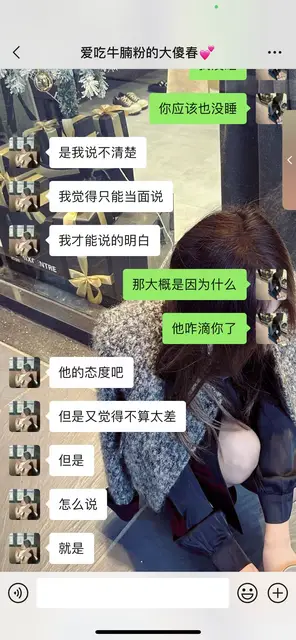 爱吃牛腩粉的大傻春💕
你应该也没睡
是我说不清楚
我觉得只能当面说
我才能说的明白
那大概是因为什么
他咋滴你了
他的态度吧
但是又觉得不算太差
但是
怎么说
就是